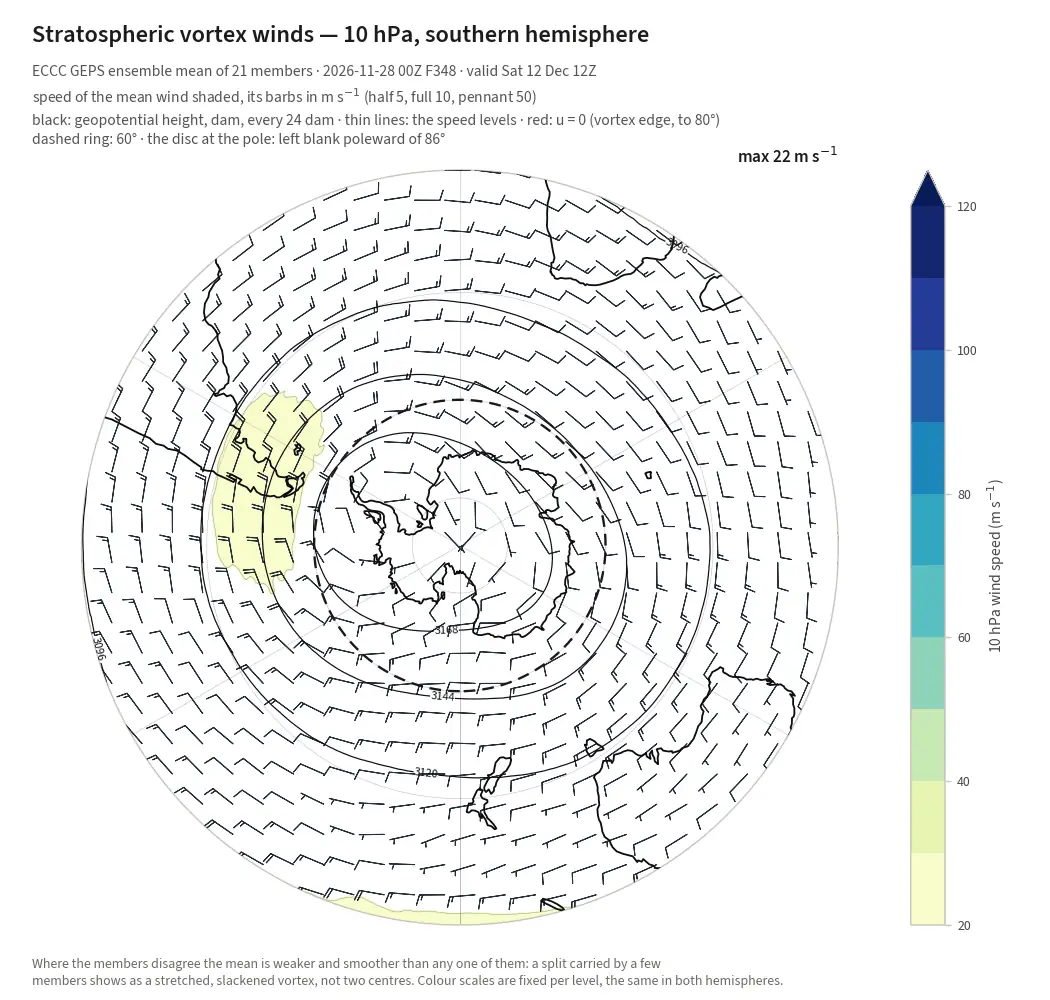 Stratospheric vortex winds — 10 hPa, southern hemisphere
ECCC GEPS ensemble mean of 21 members · 2026-11-28 00Z F348 · valid Sat 12 Dec 12Z
speed of the mean wind shaded, its barbs in m s⁻¹ (half 5, full 10, pennant 50)
black: geopotential height, dam, every 24 dam · thin lines: the speed levels · red: u = 0 (vortex edge, to 80°)
dashed ring: 60° · the disc at the pole: left blank poleward of 86°
max 22 m s⁻¹
3096
3096
3168
3144
3120
120
100
80
60
40
20
10 hPa wind speed (m s⁻¹)
Where the members disagree the mean is weaker and smoother than any one of them: a split carried by a few
members shows as a stretched, slackened vortex, not two centres. Colour scales are fixed per level, the same in both hemispheres.